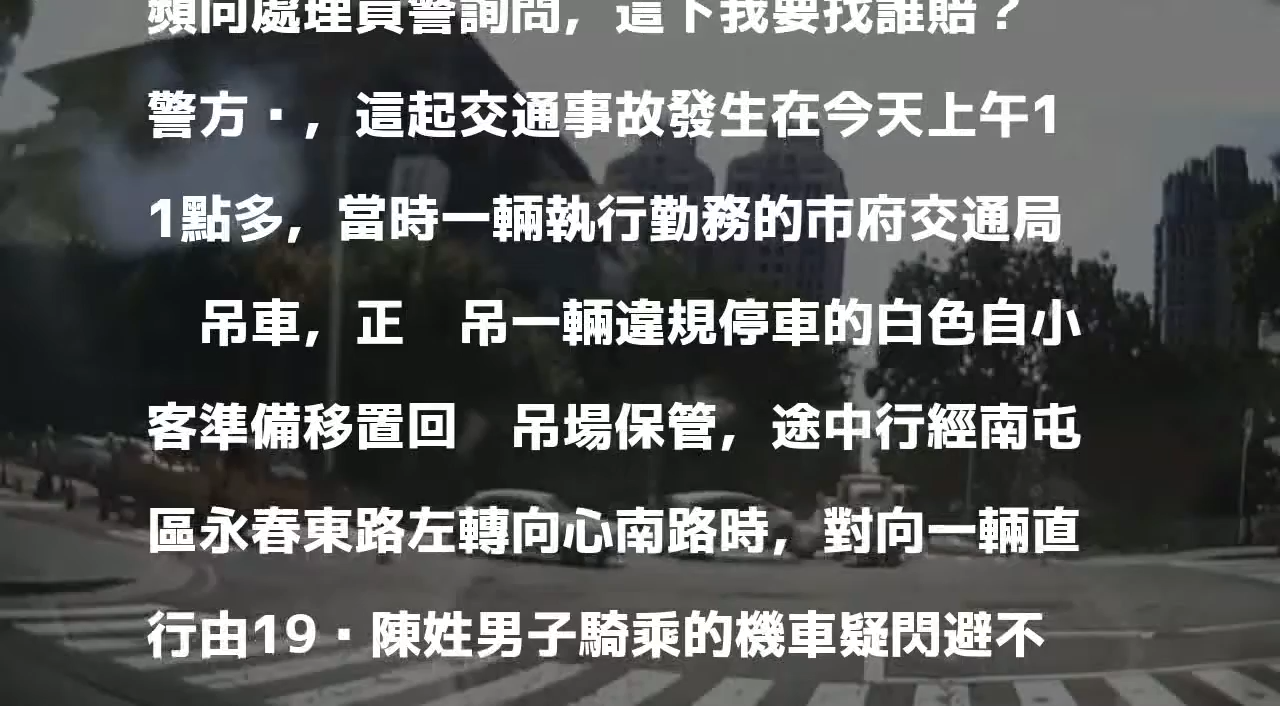 頻向處理員警詢問，這下我要找誰賠？
警方·，這起交通事故發生在今天上午1
1點多，當時一輛執行勤務的市府交通局
吊車，正　吊一輛違規停車的白色自小
客準備移置回　吊場保管，途中行經南屯
區永春東路左轉向心南路時，對向一輛直
行由19·陳姓男子騎乘的機車疑閃避不